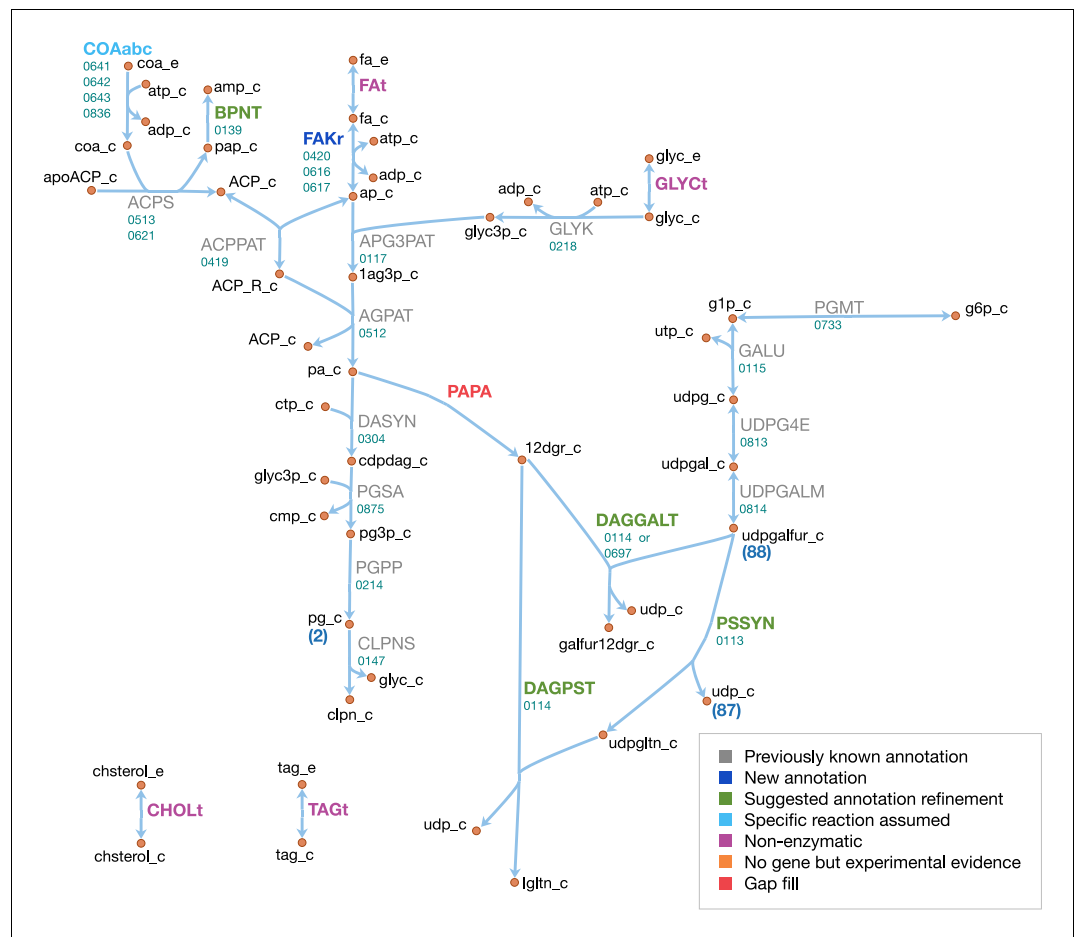 COAabc
0641
0642
0643
0836
coa_e
atp_c
adp_c
coa_c
amp_c
BPNT
0139
pap_c
apoACP_c
ACP_c
ACPS
0513
0621
fa_e
FAt
fa_c
FAKr
0420
0616
0617
atp_c
adp_c
ap_c
ACPPAT
0419
ACP_R_c
APG3PAT
0117
1ag3p_c
glyc_e
GLYCt
glyc_c
adp_c
atp_c
glyc3p_c
GLYK
0218
AGPAT
0512
ACP_c
pa_c
PAPA
g1p_c
PGMT
0733
g6p_c
utp_c
GALU
0115
udpg_c
UDPG4E
0813
udpgal_c
UDPGALM
0814
udpgalfur_c
(88)
ctp_c
DASYN
0304
cdpdag_c
glyc3p_c
PGSA
0875
cmp_c
pg3p_c
PGPP
0214
pg_c
(2)
CLPNS
0147
glyc_c
clpn_c
12dgr_c
DAGGALT
0114 or
0697
udp_c
galfur12dgr_c
PSSYN
0113
udp_c
(87)
DAGPST
0114
udpgltn_c
udp_c
lgltn_c
chsterol_e
CHOLt
chsterol_c
tag_e
TAGt
tag_c
Previously known annotation
New annotation
Suggested annotation refinement
Specific reaction assumed
Non-enzymatic
No gene but experimental evidence
Gap fill